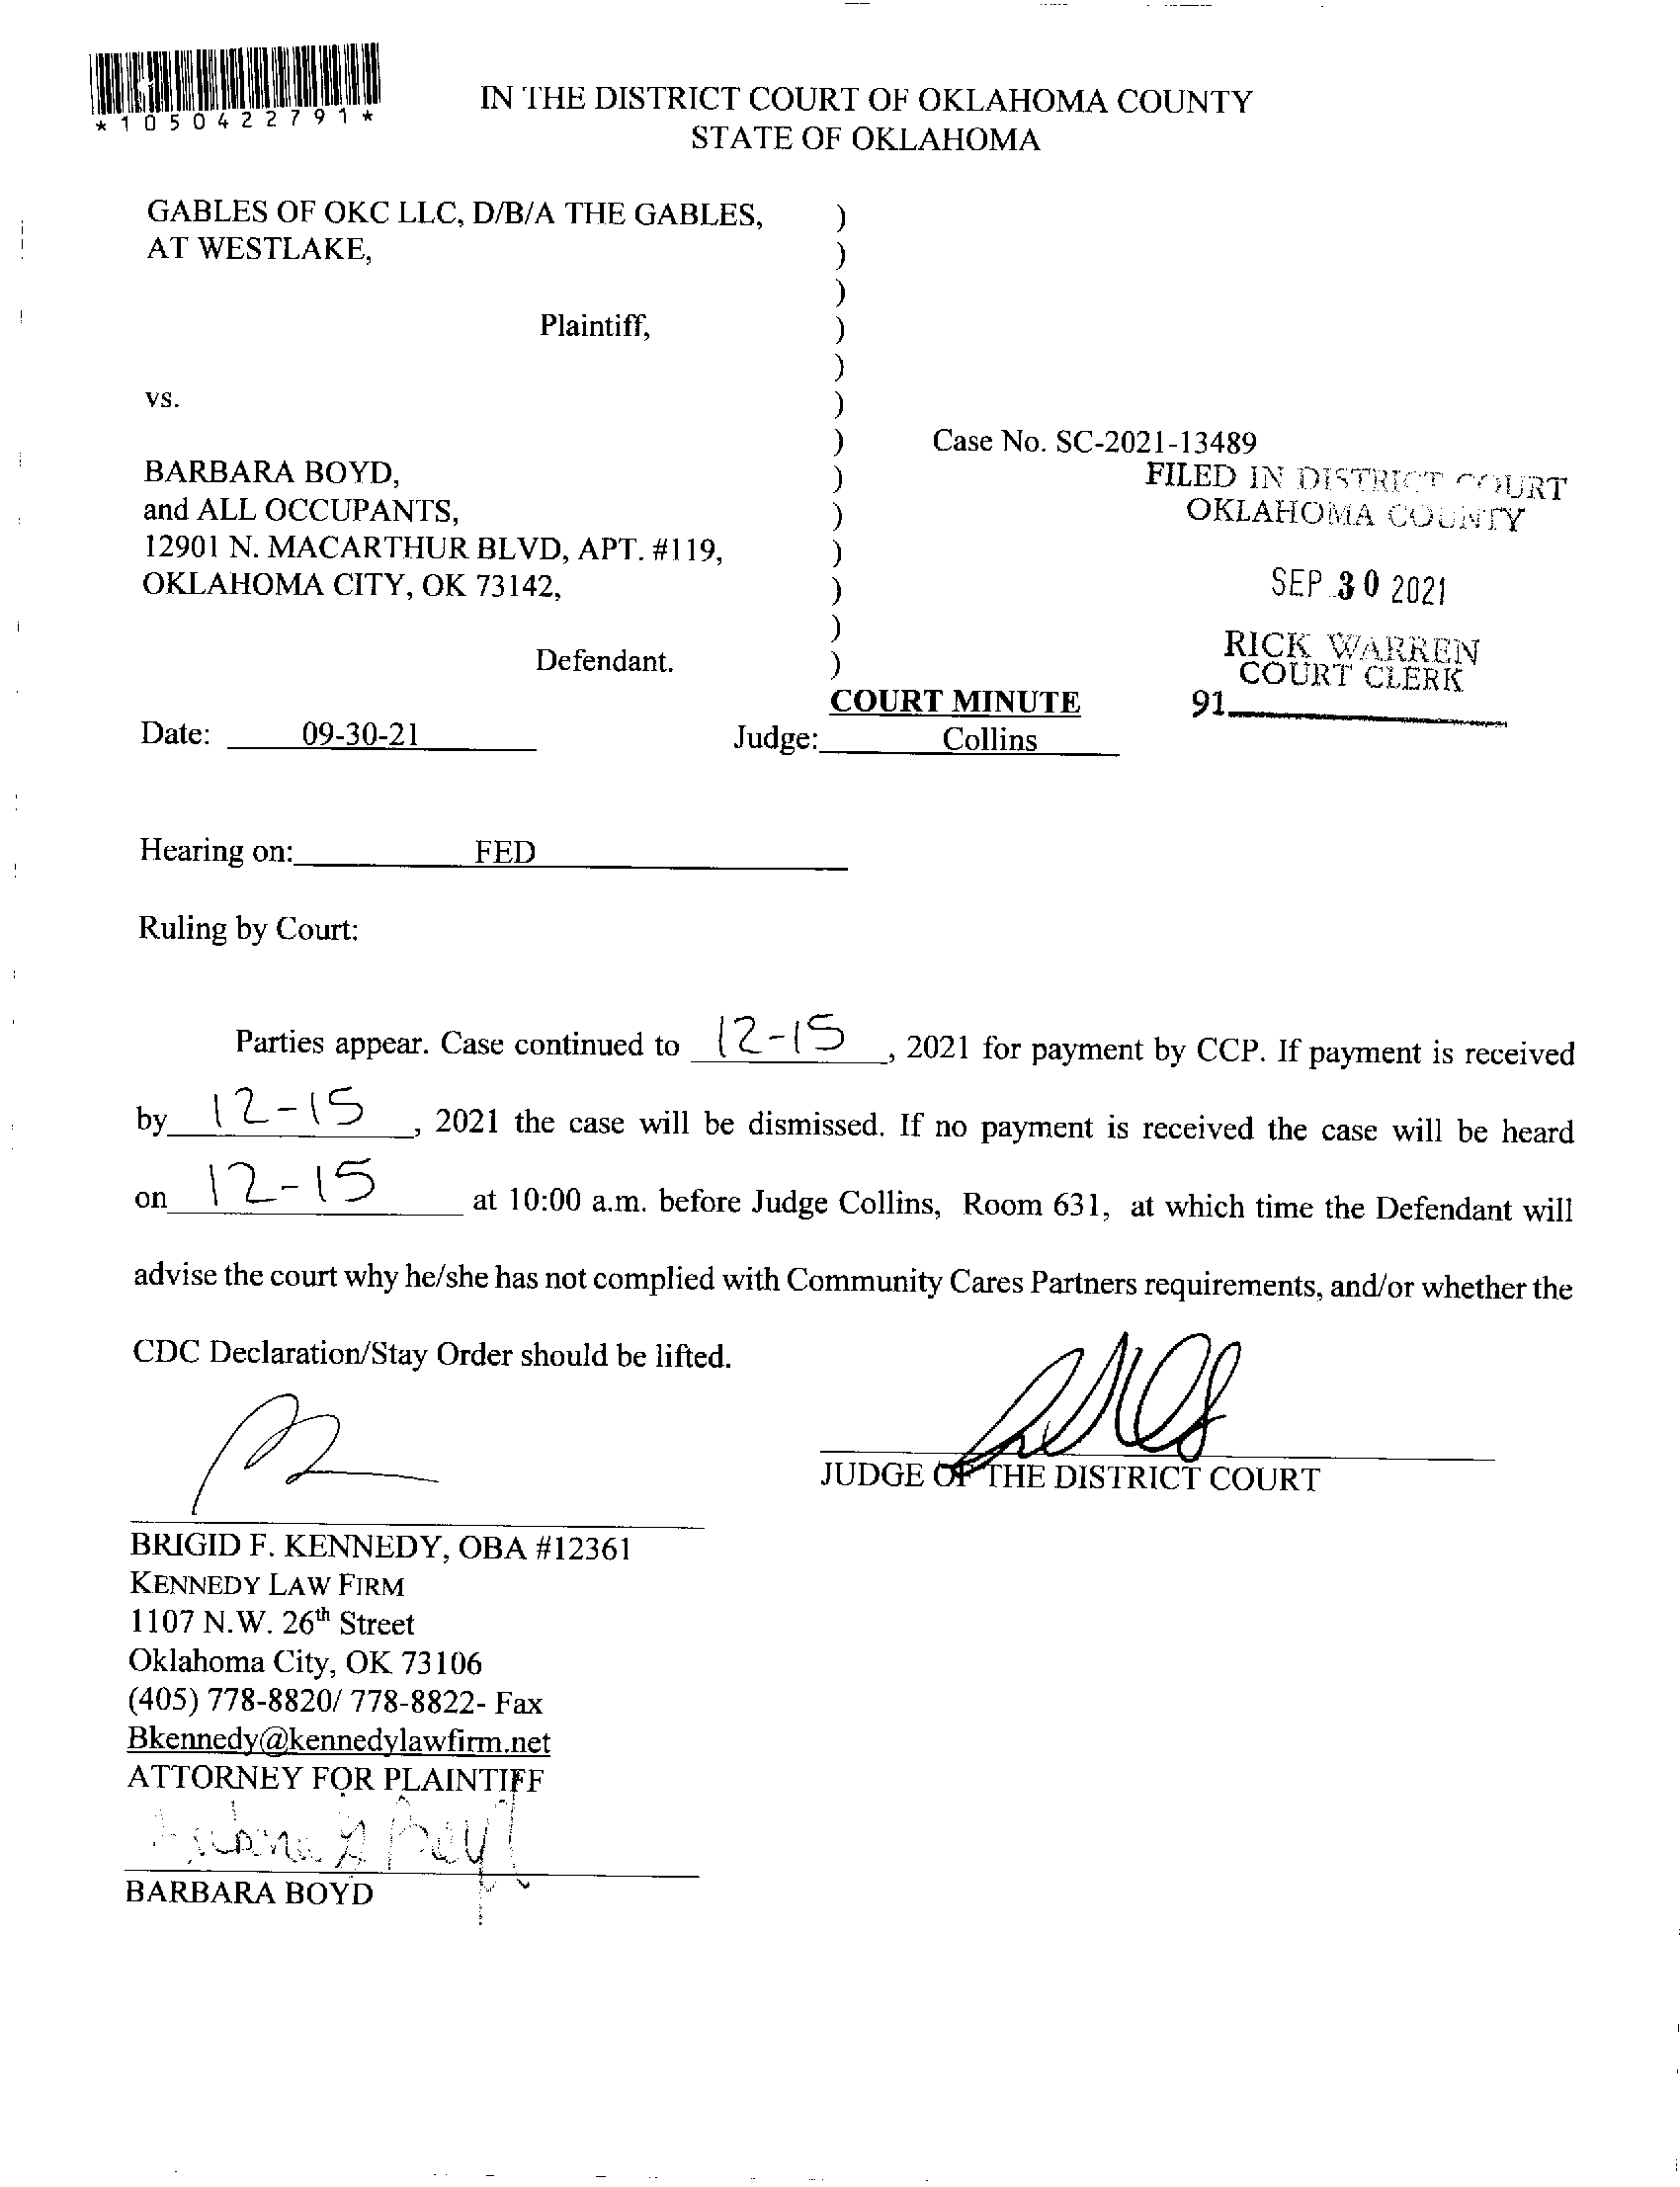 *1050422791*
IN THE DISTRICT COURT OF OKLAHOMA COUNTY
STATE OF OKLAHOMA
GABLES OF OKC LLC, D/B/A THE GABLES, )
AT WESTLAKE, )
)
Plaintiff, )
)
vs. )
) Case No. SC-2021-13489
BARBARA BOYD, )
and ALL OCCUPANTS, )
12901 N. MACARTHUR BLVD, APT. #119, )
OKLAHOMA CITY, OK 73142, )
)
Defendant. )
FILED IN DISTRICT COURT
OKLAHOMA COUNTY
SEP 30 2021
RICK WARREN
COURT CLERK
91
COURT MINUTE
Date: 09-30-21 Judge: Collins
Hearing on: FED
Ruling by Court:
Parties appear. Case continued to 12-15, 2021 for payment by CCP. If payment is received
by 12-15, 2021 the case will be dismissed. If no payment is received the case will be heard
on 12-15 at 10:00 a.m. before Judge Collins, Room 631, at which time the Defendant will
advise the court why he/she has not complied with Community Cares Partners requirements, and/or whether the
CDC Declaration/Stay Order should be lifted.
JUDGE OF THE DISTRICT COURT
BRIGID F. KENNEDY, OBA #12361
KENNEDY LAW FIRM
1107 N.W. 26th Street
Oklahoma City, OK 73106
(405) 778-8820/ 778-8822- Fax
Bkennedy@kennedylawfirm.net
ATTORNEY FOR PLAINTIFF
BARBARA BOYD